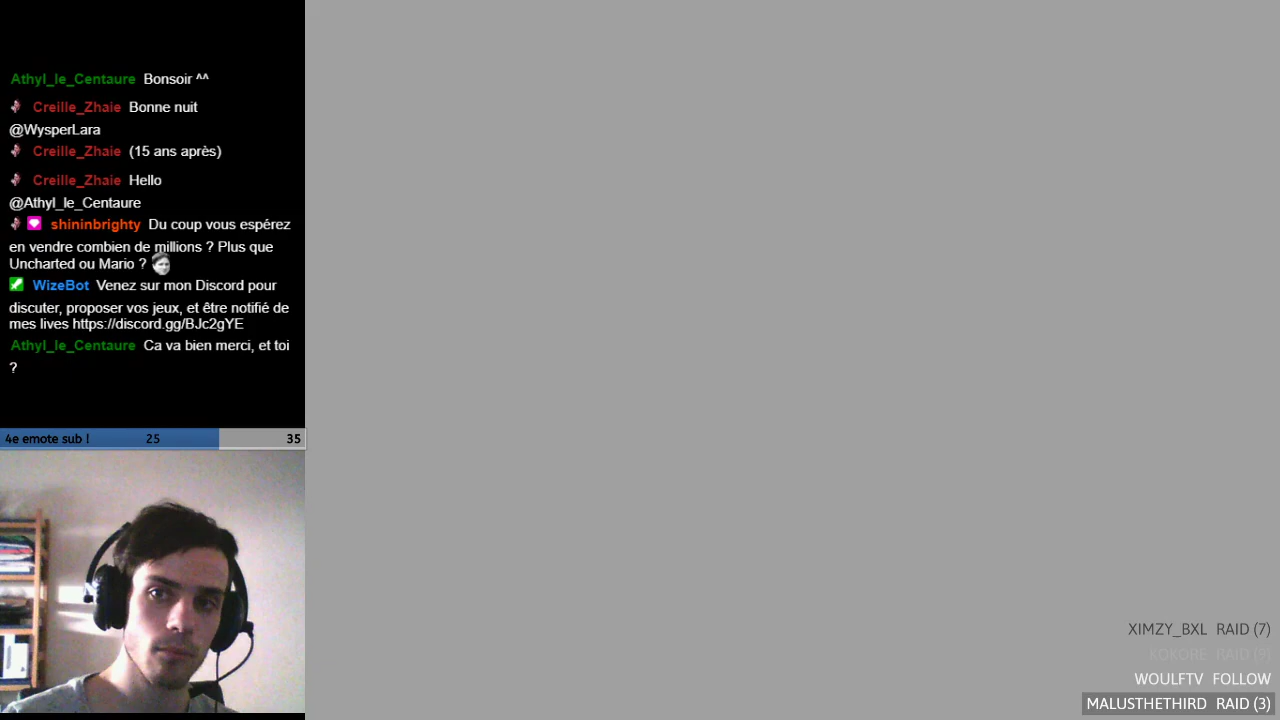 Athyl_le_Centaure Bonsoir ^^
Creille_Zhaie Bonne nuit
@WysperLara
Creille_Zhaie (15 ans après)
Creille_Zhaie Hello
@Athyl_le_Centaure
shininbrighty Du coup vous espérez
en vendre combien de millions ? Plus que
Uncharted ou Mario ?
WizeBot Venez sur mon Discord pour
discuter, proposer vos jeux, et être notifié de
mes lives https://discord.gg/BJc2gYE
Athyl_le_Centaure Ca va bien merci, et toi
?
4e emote sub ! 25 35
XIMZY_BXL RAID (7)
KOKOBE RAID (9)
WOULFTV FOLLOW
MALUSTHETHIRD RAID (3)